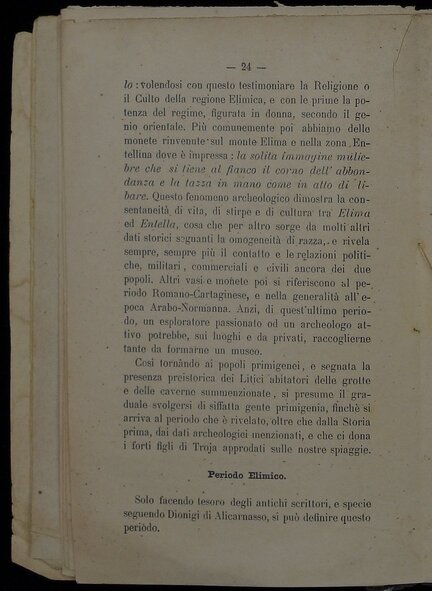 — 24 —
lo : volendosi con questo testimoniare la Religione o
il Culto della regione Elimica, e con le prime la po-
tenza del regime, figurata in donna, secondo il ge-
nio orientale. Più comunemente poi abbiamo delle
monete rinvenute sul monte Elima e nella zona En-
tellina dove è impressa : la solita immagine mulie-
bre che si tiene al fianco il corno dell' abbon-
danza e la tazza in mano come in atto di li-
bare. Questo fenomeno archeologico dimostra la con-
sentaneità di vita, di stirpe e di cultura tra Elima
ed Entella, cosa che per altro sorge da molti altri
dati storici segnanti la omogeneità di razza, e rivela
sempre, sempre più il contatto e le relazioni politi-
che, militari, commerciali e civili ancora dei due
popoli. Altri vasi e monete poi si riferiscono al pe-
riodo Romano-Cartaginese, e nella generalità all'e-
poca Arabo-Normanna. Anzi, di quest'ultimo perio-
do, un esploratore passionato od un archeologo at-
tivo potrebbe, sui luoghi e da privati, raccoglierne
tante da formarne un museo.
Così tornando ai popoli primigenei, e segnata la
presenza preistorica dei Litici abitatori delle grotte
e delle caverne summenzionate, si presume il gra-
duale svolgersi di siffatta gente primigenia, finchè si
arriva al periodo che è rivelato, oltre che dalla Storia
prima, dai dati archeologici menzionati, e che ci dona
i forti figli di Troja approdati sulle nostre spiagge.
Periodo Elimico.
Solo facendo tesoro degli antichi scrittori, e specie
seguendo Dionigi di Alicarnasso, si può definire questo
periodo.